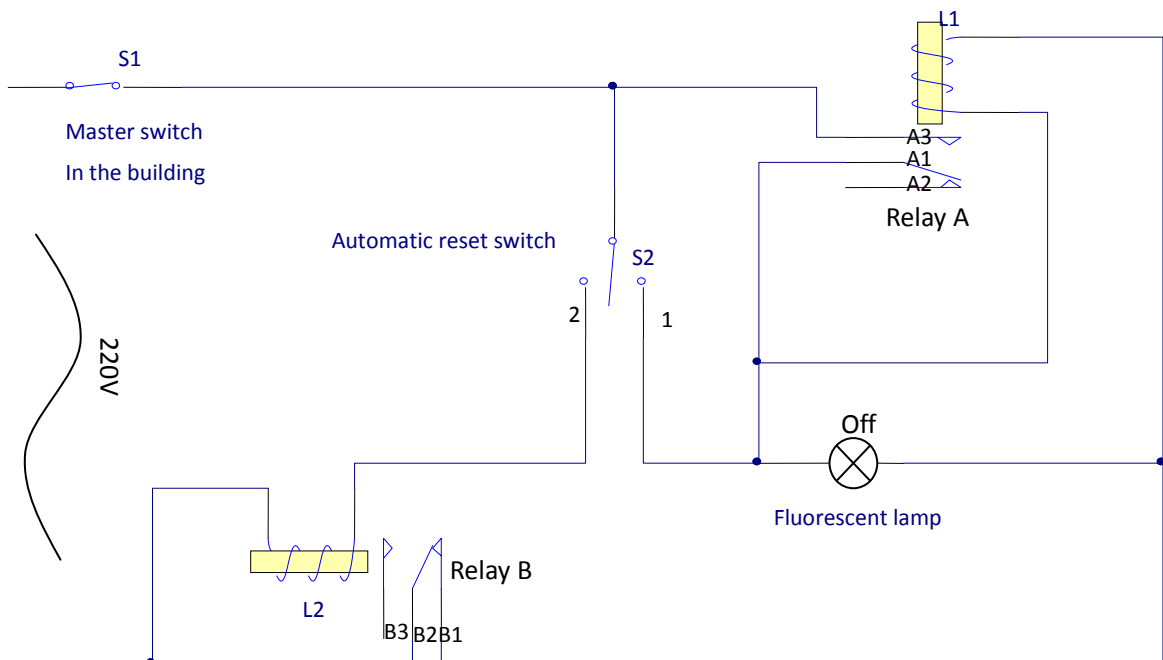 L1
S1
Master switch
In the building
A3
A1
A2
Relay A
Automatic reset switch
S2
2
1
220V
Off
Fluorescent lamp
Relay B
L2
B3
B2
B1